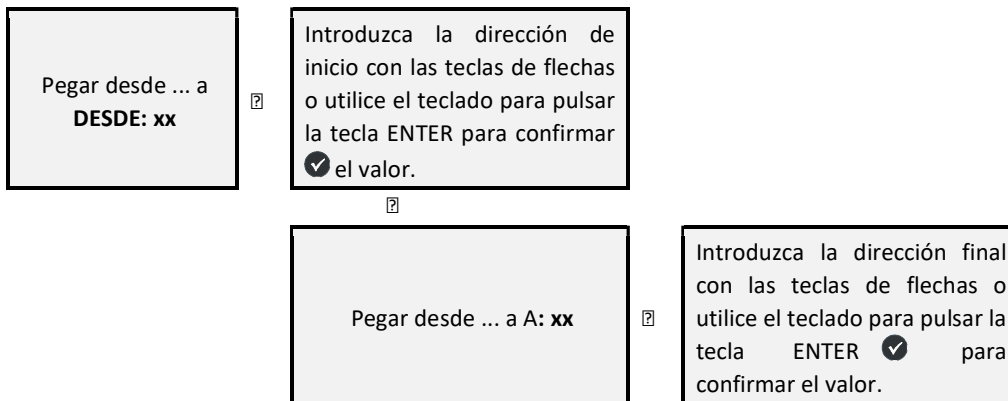 Pegar desde ... a
DESDE: xx
Introduzca la dirección de
inicio con las teclas de flechas
o utilice el teclado para pulsar
la tecla ENTER para confirmar
el valor.
Pegar desde ... a A: xx
Introduzca la dirección final
con las teclas de flechas o
utilice el teclado para pulsar la
tecla ENTER para
confirmar el valor.